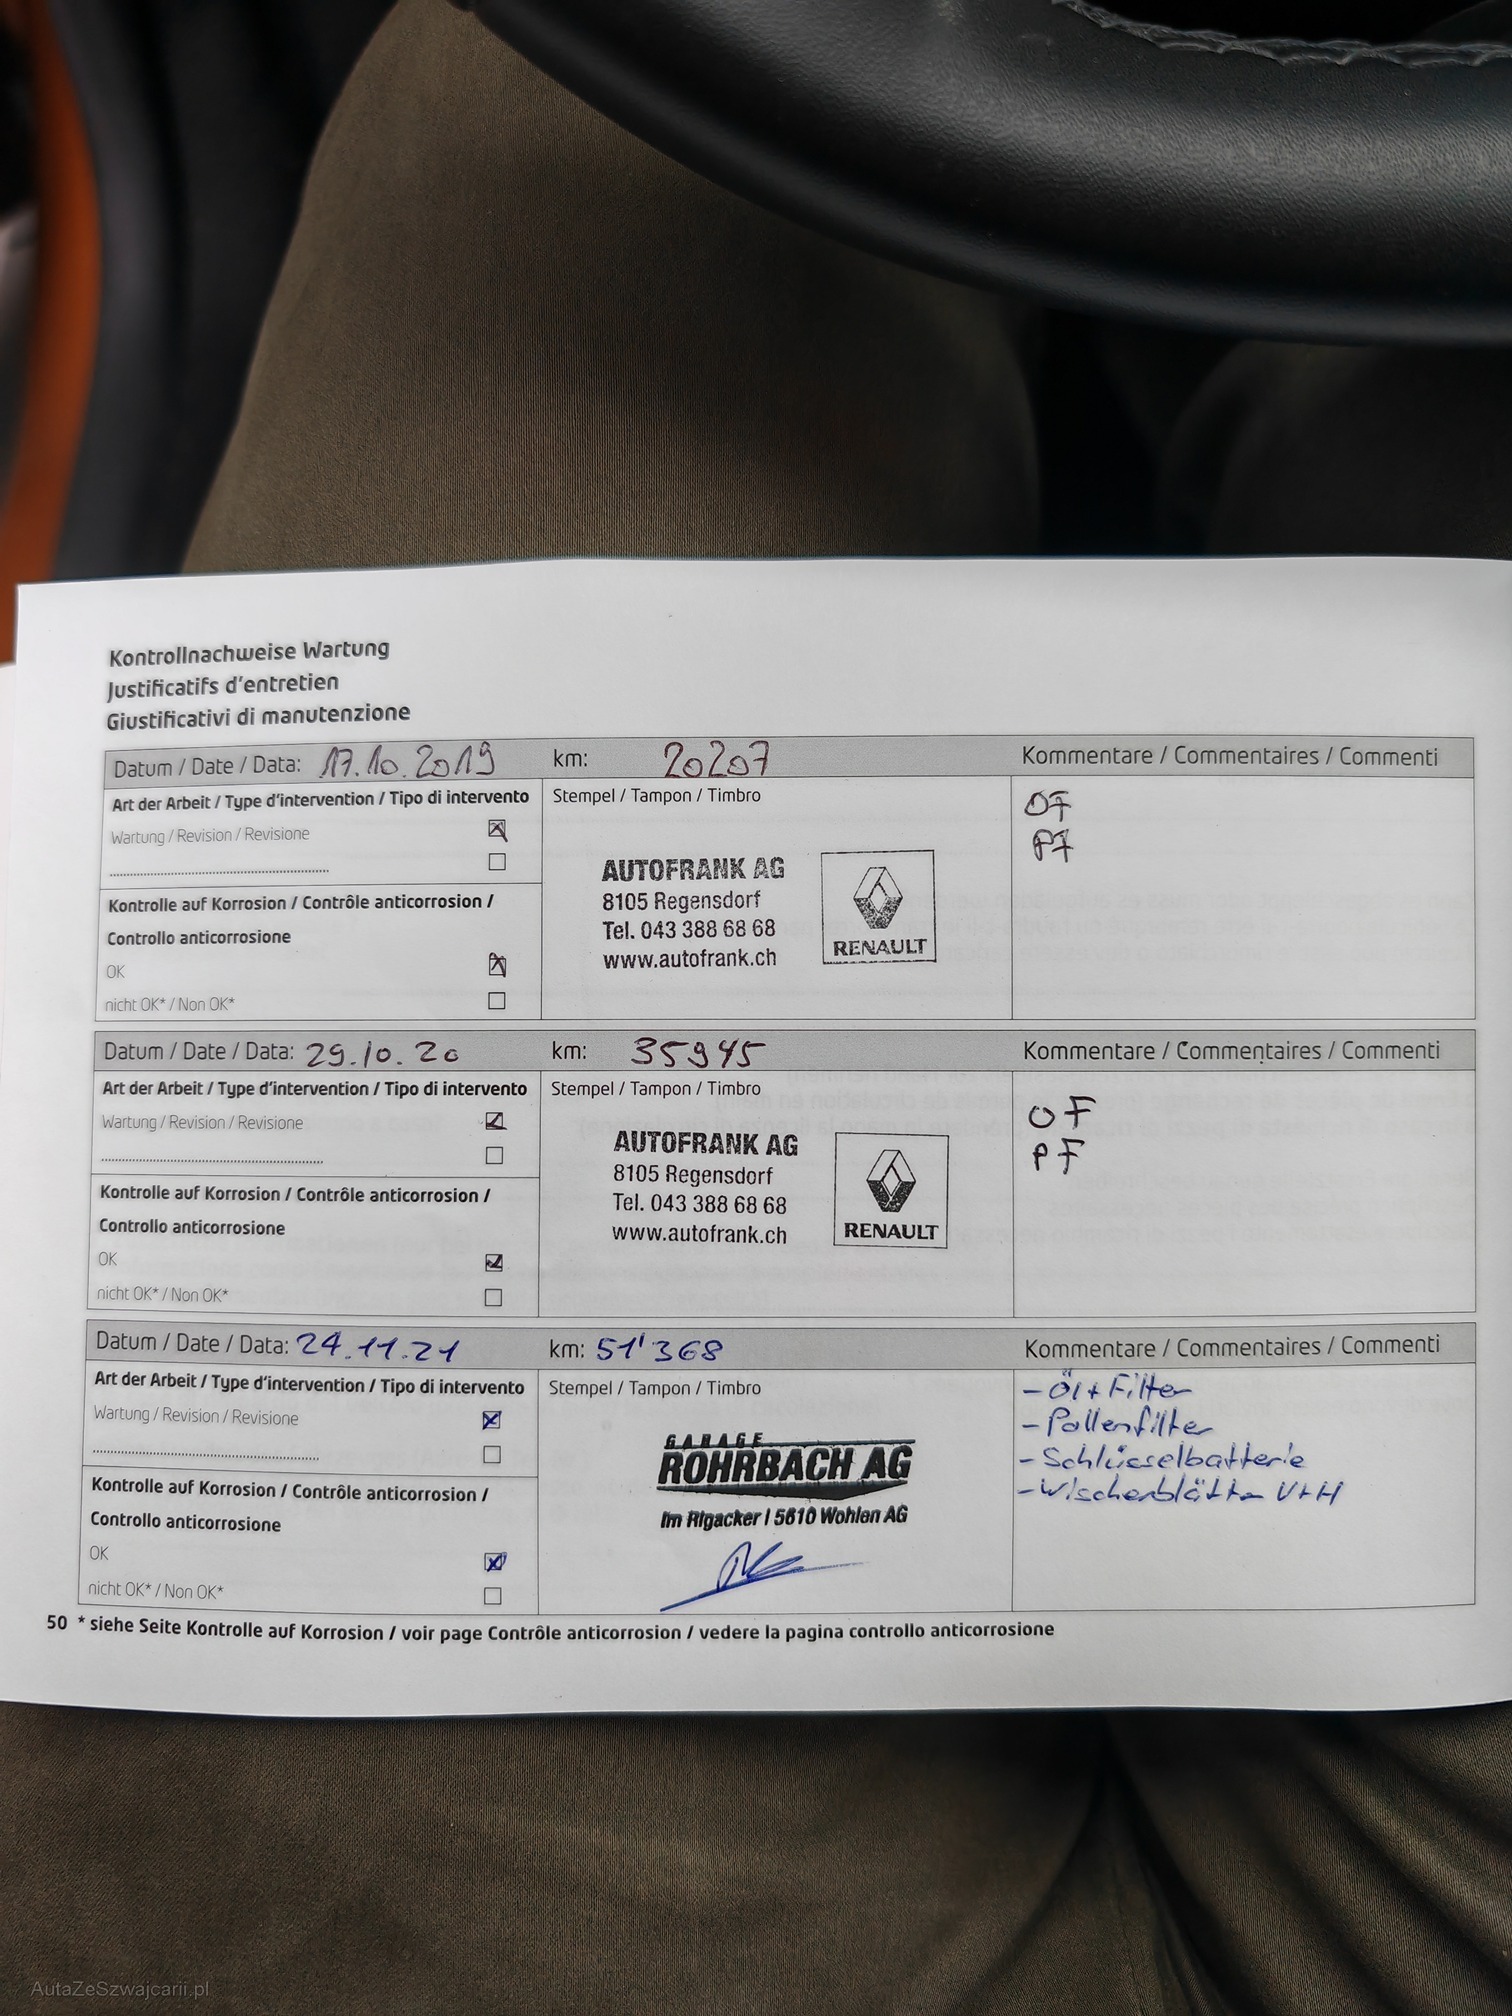 Kontrollnachweise Wartung
Justificatifs d'entretien
Giustificativi di manutenzione
Datum / Date / Data: 17.10.2019 km: 20207 Kommentare / Commentaires / Commenti
Art der Arbeit / Type d'intervention / Tipo di intervento Stempel / Tampon / Timbro OF
Wartung / Revision / Revisione PF
AUTOFRANK AG
8105 Regensdorf
Tel. 043 388 68 68
www.autofrank.ch
RENAULT
Kontrolle auf Korrosion / Contrôle anticorrosion /
Controllo anticorrosione
OK
nicht OK* / Non OK*
Datum / Date / Data: 29.10.20 km: 35945 Kommentare / Commentaires / Commenti
Art der Arbeit / Type d'intervention / Tipo di intervento Stempel / Tampon / Timbro OF
Wartung / Revision / Revisione PF
AUTOFRANK AG
8105 Regensdorf
Tel. 043 388 68 68
www.autofrank.ch
RENAULT
Kontrolle auf Korrosion / Contrôle anticorrosion /
Controllo anticorrosione
OK
nicht OK* / Non OK*
Datum / Date / Data: 24.11.21 km: 51'368 Kommentare / Commentaires / Commenti
Art der Arbeit / Type d'intervention / Tipo di intervento Stempel / Tampon / Timbro
Wartung / Revision / Revisione
- Öl + Filter
- Pollenfilter
- Schlüsselbatterie
- Wischerblätter V+H
GARAGE
ROHRBACH AG
Im Rigacker | 5610 Wohlen AG
Kontrolle auf Korrosion / Contrôle anticorrosion /
Controllo anticorrosione
OK
nicht OK* / Non OK*
50 * siehe Seite Kontrolle auf Korrosion / voir page Contrôle anticorrosion / vedere la pagina controllo anticorrosione
AutaZeSzwajcarii.pl